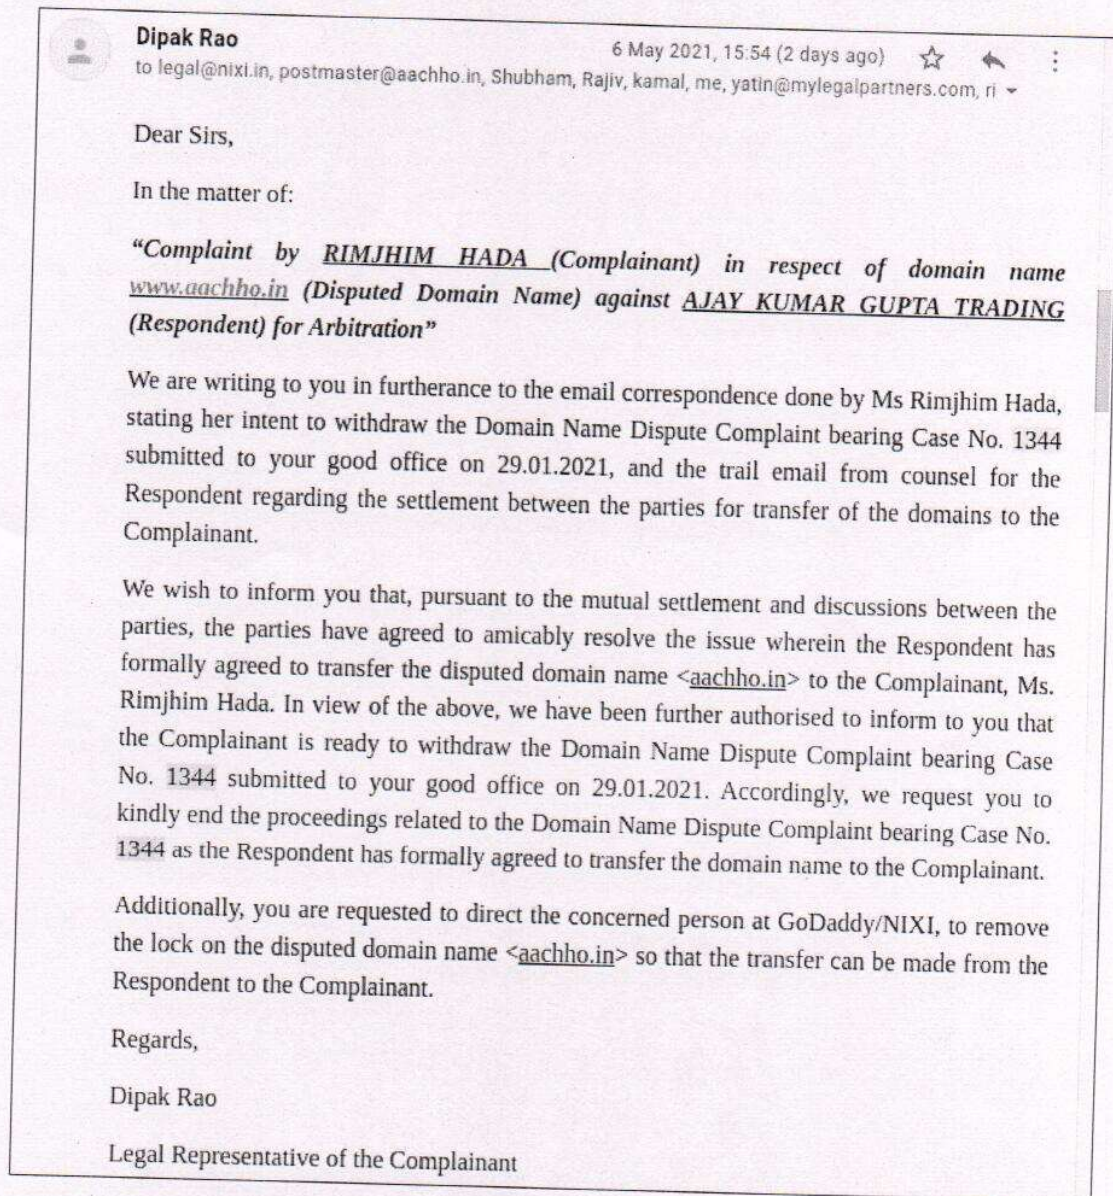 Dipak Rao
6 May 2021, 15:54 (2 days ago)
to legal@nixi.in, postmaster@aachho.in, Shubham, Rajiv, kamal, me, yatin@mylegalpartners.com, ri
Dear Sirs,
In the matter of:
“Complaint by RIMJHIM HADA (Complainant) in respect of domain name
www.aachho.in (Disputed Domain Name) against AJAY KUMAR GUPTA TRADING
(Respondent) for Arbitration”
We are writing to you in furtherance to the email correspondence done by Ms Rimjhim Hada,
stating her intent to withdraw the Domain Name Dispute Complaint bearing Case No. 1344
submitted to your good office on 29.01.2021, and the trail email from counsel for the
Respondent regarding the settlement between the parties for transfer of the domains to the
Complainant.
We wish to inform you that, pursuant to the mutual settlement and discussions between the
parties, the parties have agreed to amicably resolve the issue wherein the Respondent has
formally agreed to transfer the disputed domain name <aachho.in> to the Complainant, Ms.
Rimjhim Hada. In view of the above, we have been further authorised to inform to you that
the Complainant is ready to withdraw the Domain Name Dispute Complaint bearing Case
No. 1344 submitted to your good office on 29.01.2021. Accordingly, we request you to
kindly end the proceedings related to the Domain Name Dispute Complaint bearing Case No.
1344 as the Respondent has formally agreed to transfer the domain name to the Complainant.
Additionally, you are requested to direct the concerned person at GoDaddy/NIXI, to remove
the lock on the disputed domain name <aachho.in> so that the transfer can be made from the
Respondent to the Complainant.
Regards,
Dipak Rao
Legal Representative of the Complainant